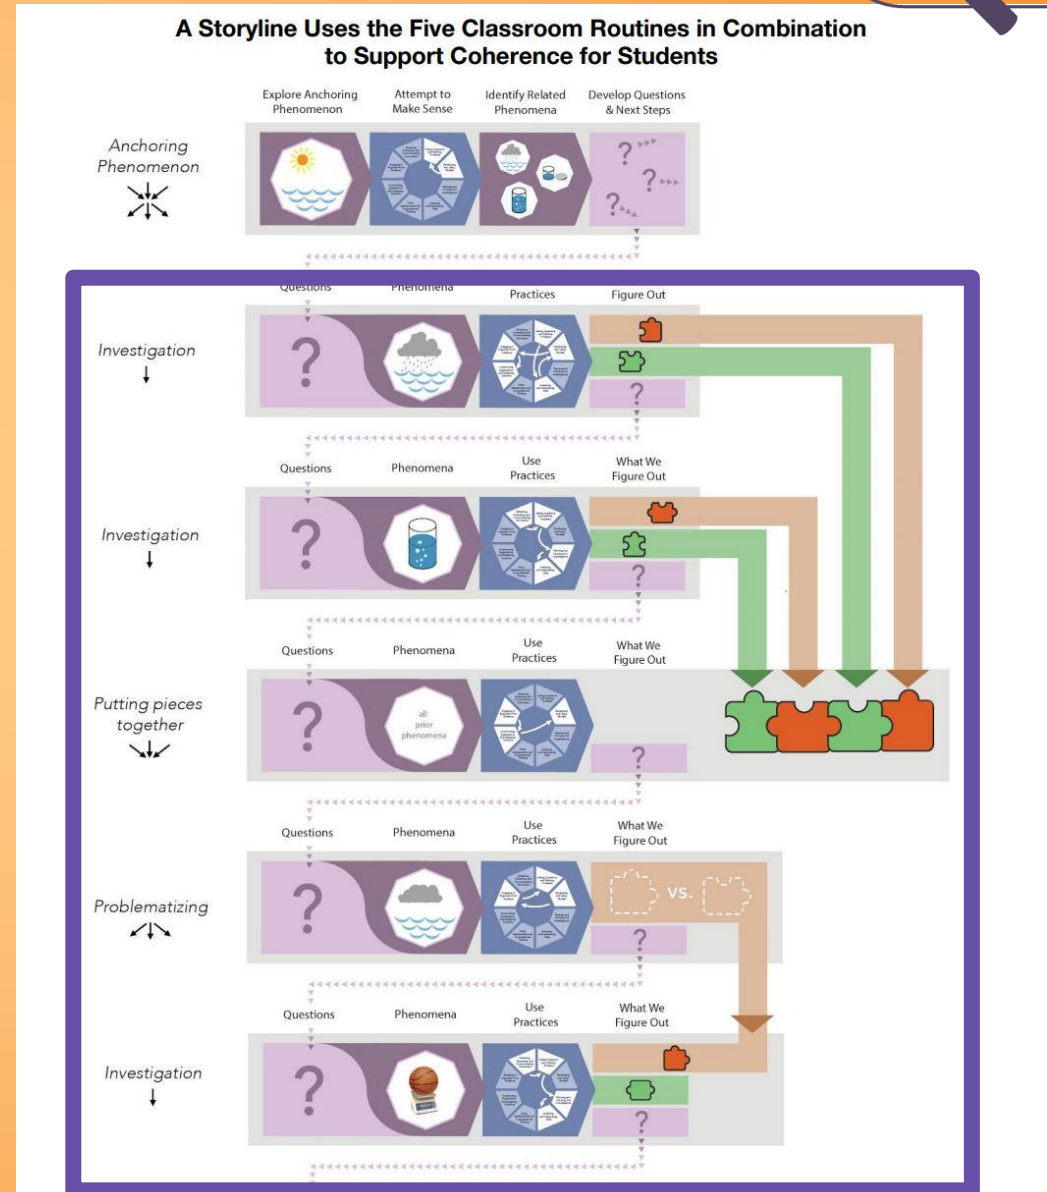 A Storyline Uses the Five Classroom Routines in Combination
to Support Coherence for Students
Explore Anchoring
Phenomenon
Attempt to
Make Sense
Identify Related
Phenomena
Develop Questions
& Next Steps
Anchoring
Phenomenon
?
?
?
Questions
Phenomena
Practices
Figure Out
Investigation
?
?
Questions
Phenomena
Use
Practices
What We
Figure Out
Investigation
?
?
Questions
Phenomena
Use
Practices
What We
Figure Out
Putting pieces
together
?
all
prior
phenomena
?
Questions
Phenomena
Use
Practices
What We
Figure Out
Problematizing
?
VS.
?
Questions
Phenomena
Use
Practices
What We
Figure Out
Investigation
?
?